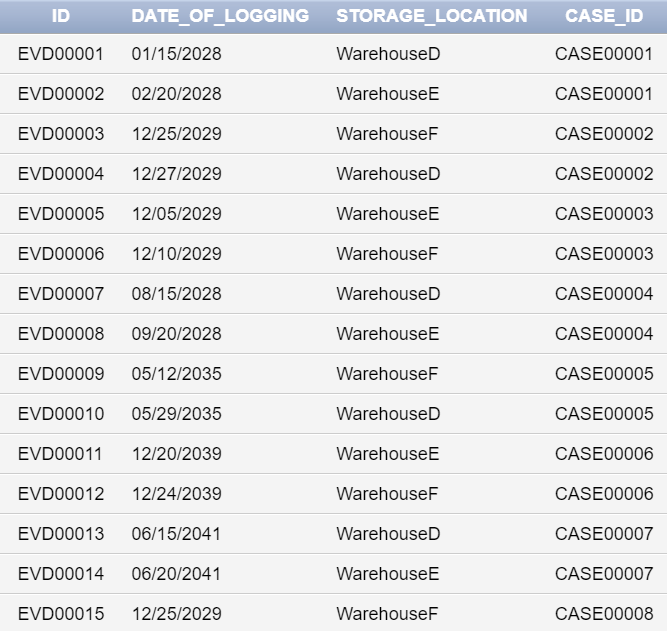 ID DATE_OF_LOGGING STORAGE_LOCATION CASE_ID
EVD00001 01/15/2028 WarehouseD CASE00001
EVD00002 02/20/2028 WarehouseE CASE00001
EVD00003 12/25/2029 WarehouseF CASE00002
EVD00004 12/27/2029 WarehouseD CASE00002
EVD00005 12/05/2029 WarehouseE CASE00003
EVD00006 12/10/2029 WarehouseF CASE00003
EVD00007 08/15/2028 WarehouseD CASE00004
EVD00008 09/20/2028 WarehouseE CASE00004
EVD00009 05/12/2035 WarehouseF CASE00005
EVD00010 05/29/2035 WarehouseD CASE00005
EVD00011 12/20/2039 WarehouseE CASE00006
EVD00012 12/24/2039 WarehouseF CASE00006
EVD00013 06/15/2041 WarehouseD CASE00007
EVD00014 06/20/2041 WarehouseE CASE00007
EVD00015 12/25/2029 WarehouseF CASE00008